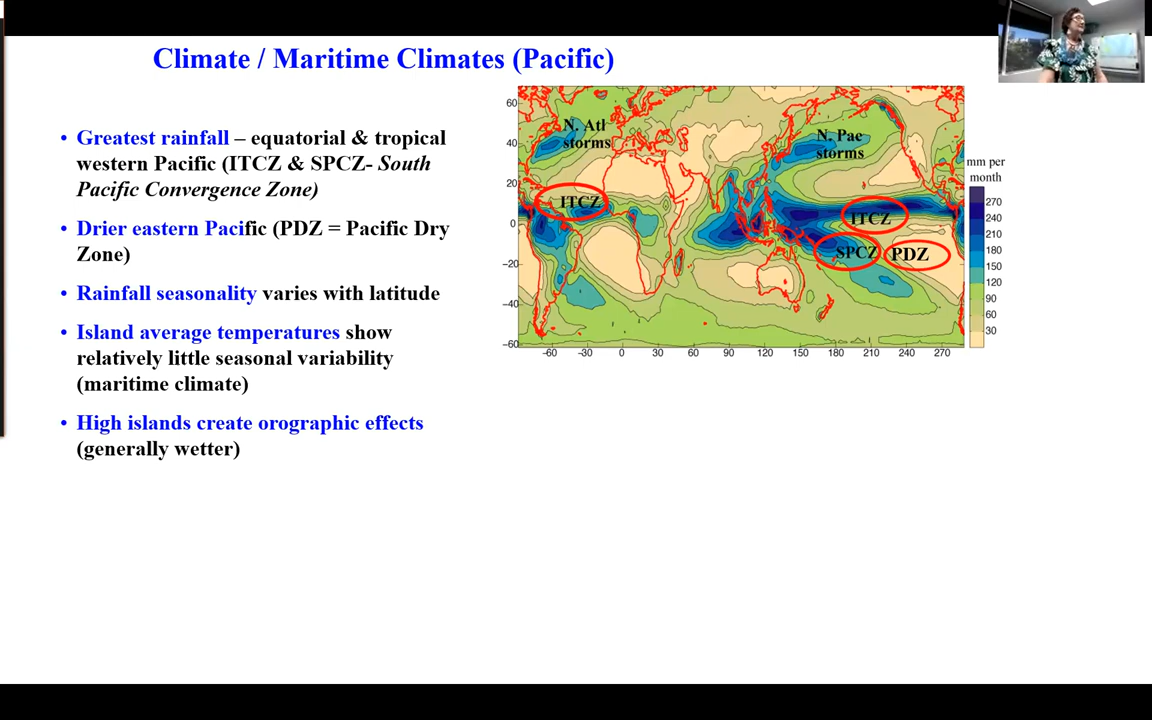 Climate / Maritime Climates (Pacific)
• Greatest rainfall – equatorial & tropical
western Pacific (ITCZ & SPCZ- South
Pacific Convergence Zone)
• Drier eastern Pacific (PDZ = Pacific Dry
Zone)
• Rainfall seasonality varies with latitude
• Island average temperatures show
relatively little seasonal variability
(maritime climate)
• High islands create orographic effects
(generally wetter)
N. Atl
storms
N. Pac
storms
ITCZ
ITCZ
SPCZ
PDZ
60
40
20
0
−20
−40
−60
-60 -30 0 30 60 90 120 150 180 210 240 270
mm per
month
270
240
210
180
150
120
90
60
30